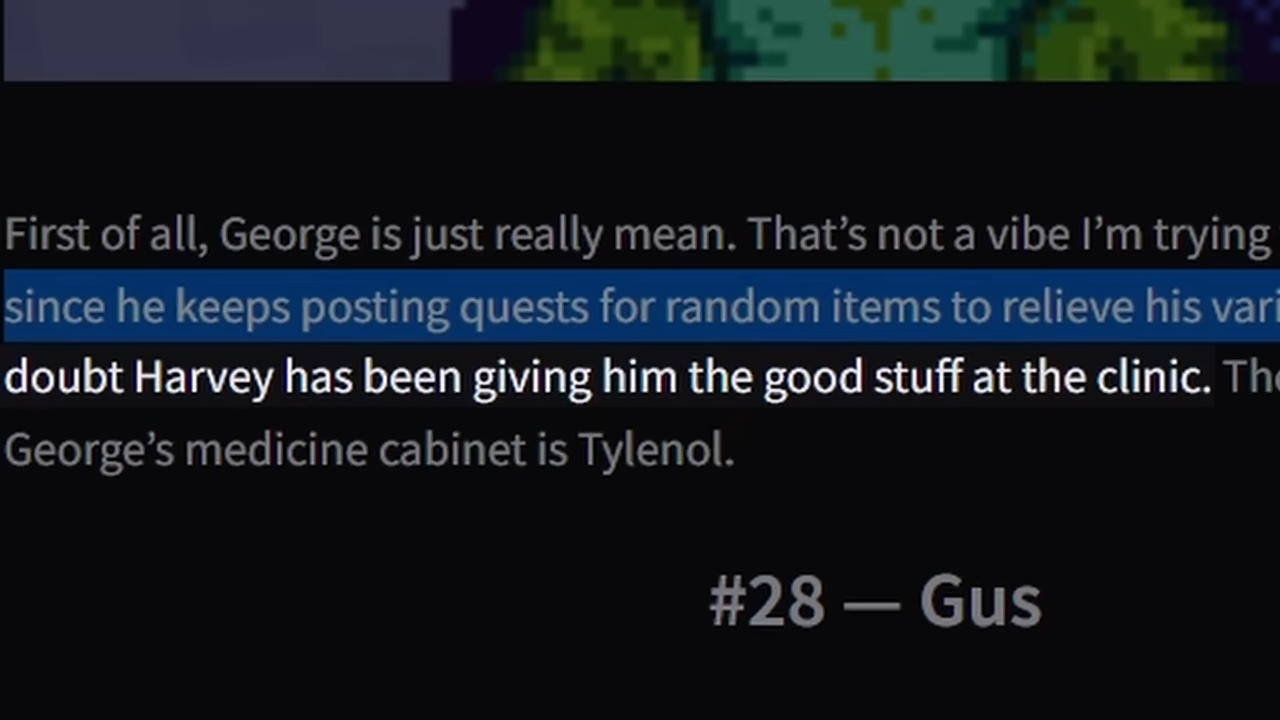 First of all, George is just really mean. That’s not a vibe I’m trying
since he keeps posting quests for random items to relieve his
doubt Harvey has been giving him the good stuff at the clinic.
George’s medicine cabinet is Tylenol.
#28 — Gus